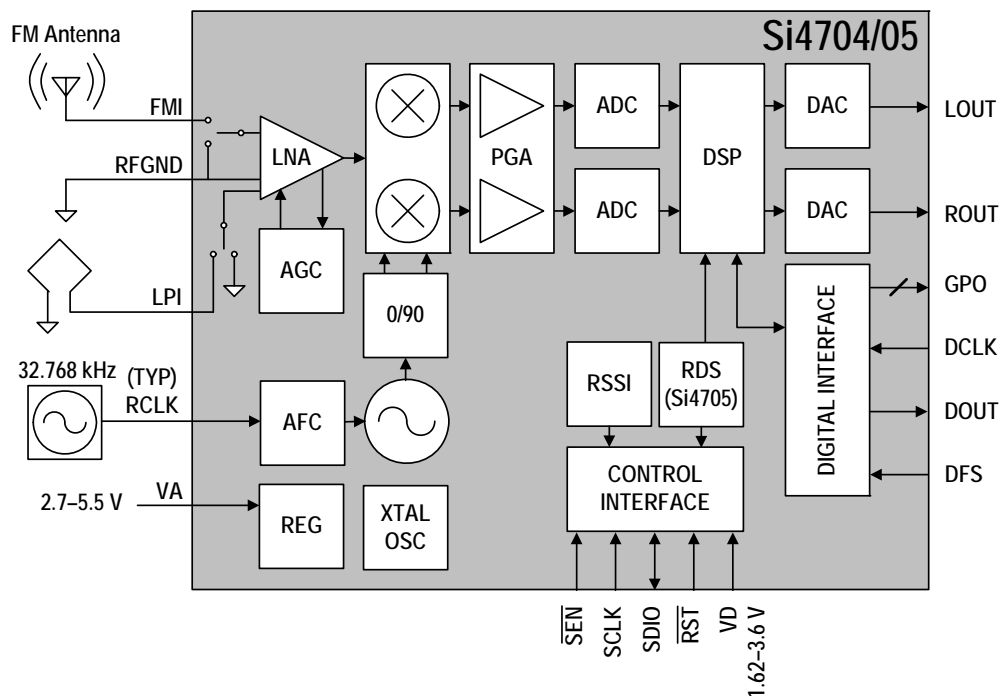 Si4704/05
FM Antenna
FMI
RFGND
LPI
LNA
AGC
0/90
PGA
ADC
ADC
DSP
DAC
DAC
LOUT
ROUT
GPO
DCLK
DOUT
DFS
DIGITAL INTERFACE
32.768 kHz
(TYP)
RCLK
AFC
RSSI
RDS
(Si4705)
CONTROL
INTERFACE
2.7–5.5 V
VA
REG
XTAL
OSC
SEN
SCLK
SDIO
RST
VD
1.62–3.6 V